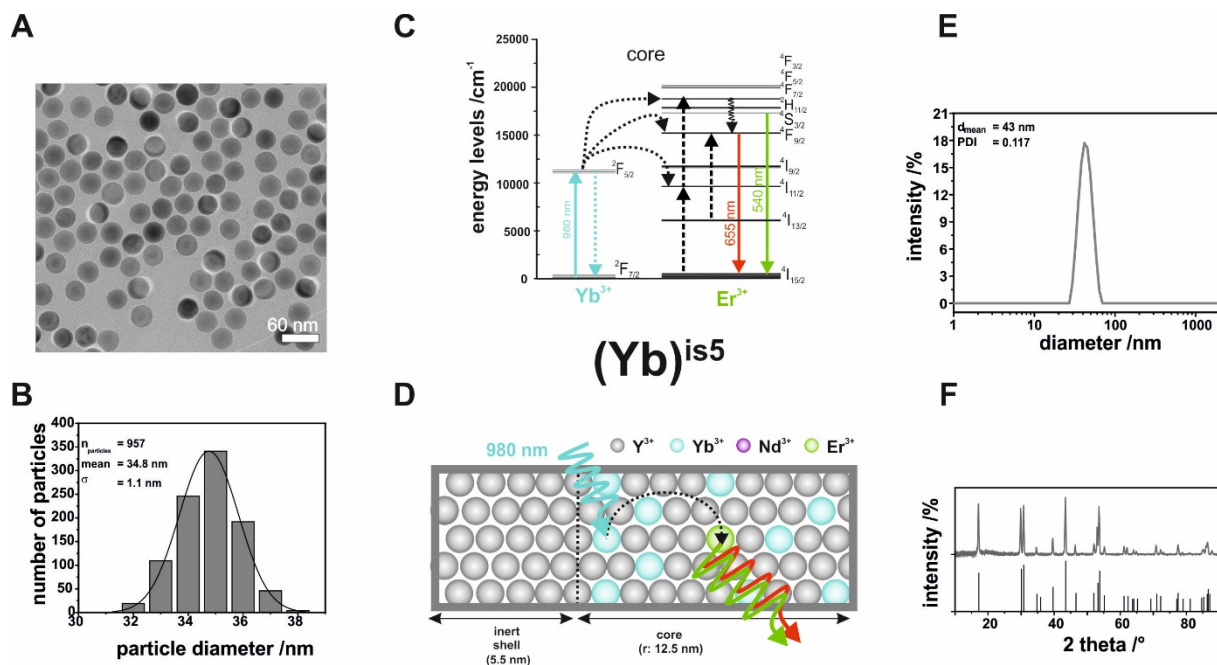 A
60 nm
B
number of particles
400
350
300
250
200
150
100
50
0
n particles = 957
mean = 34.8 nm
σ = 1.1 nm
30 32 34 36 38
particle diameter /nm
C
core
energy levels /cm⁻¹
25000
20000
15000
10000
5000
0
²F₅/₂
980 nm
²F₇/₂
Yb³⁺
⁴F₃/₂
⁴F₅/₂
⁴F₇/₂
²H₁₁/₂
⁴S₃/₂
⁴F₉/₂
⁴I₉/₂
⁴I₁₁/₂
⁴I₁₃/₂
⁴I₁₅/₂
655 nm
540 nm
Er³⁺
(Yb)ⁱˢ⁵
D
980 nm
Y³⁺ Yb³⁺ Nd³⁺ Er³⁺
inert
shell
(5.5 nm)
core
(r: 12.5 nm)
E
intensity /%
21
18
15
12
9
6
3
0
d mean = 43 nm
PDI = 0.117
1 10 100 1000
diameter /nm
F
intensity /%
20 40 60 80
2 theta /°